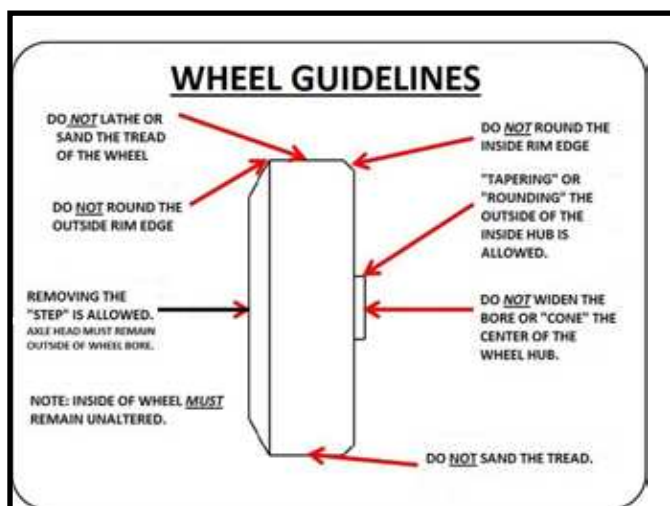 WHEEL GUIDELINES
DO NOT LATHE OR
SAND THE TREAD
OF THE WHEEL
DO NOT ROUND THE
OUTSIDE RIM EDGE
REMOVING THE
"STEP" IS ALLOWED.
AXLE HEAD MUST REMAIN
OUTSIDE OF WHEEL BORE.
NOTE: INSIDE OF WHEEL MUST
REMAIN UNALTERED.
DO NOT ROUND THE
INSIDE RIM EDGE
"TAPERING" OR
"ROUNDING" THE
OUTSIDE OF THE
INSIDE HUB IS
ALLOWED.
DO NOT WIDEN THE
BORE OR "CONE" THE
CENTER OF THE
WHEEL HUB.
DO NOT SAND THE TREAD.